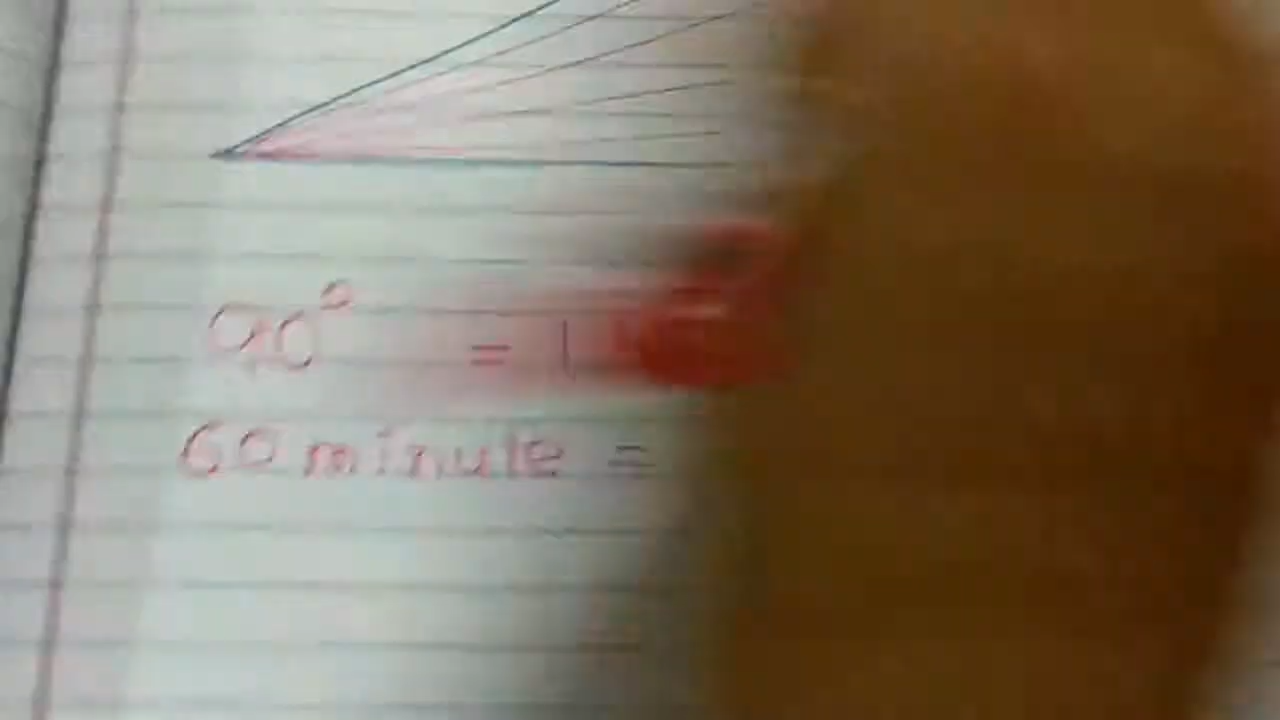 90° = 1
60 minute =